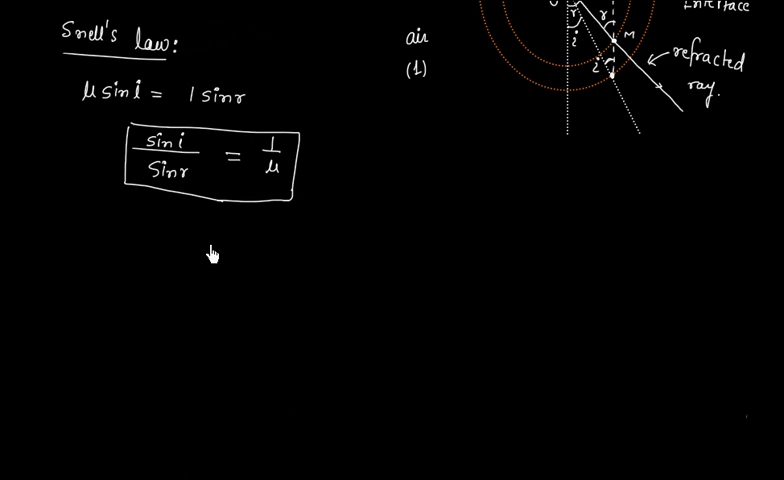 Interface
Snell's law:
air
(1)
r
r
M
i
i
refracted
ray.
μ sin i = 1 sin r
sin i / sin r = 1 / μ